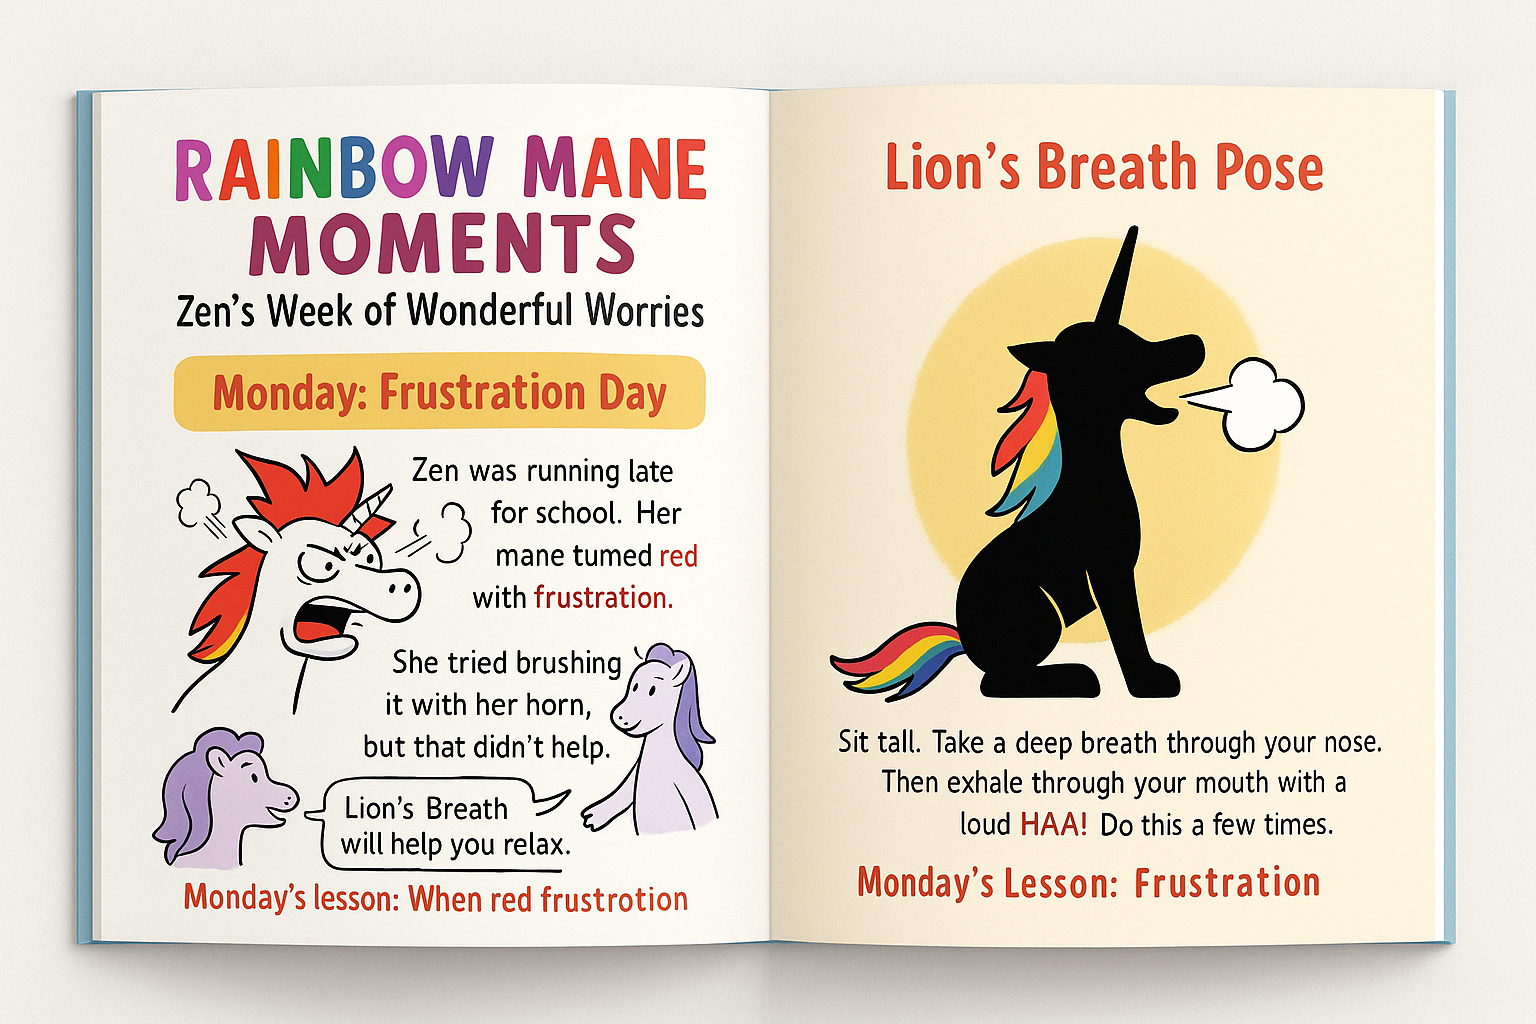 RAINBOW MANE
MOMENTS
Zen's Week of Wonderful Worries
Monday: Frustration Day
Zen was running late
for school. Her
mane tumed red
with frustration.
She tried brushing
it with her horn,
but that didn't help.
Lion's Breath
will help you relax.
Monday's lesson: When red frustrotion
Lion's Breath Pose
Sit tall. Take a deep breath through your nose.
Then exhale through your mouth with a
loud HAA! Do this a few times.
Monday's Lesson: Frustration